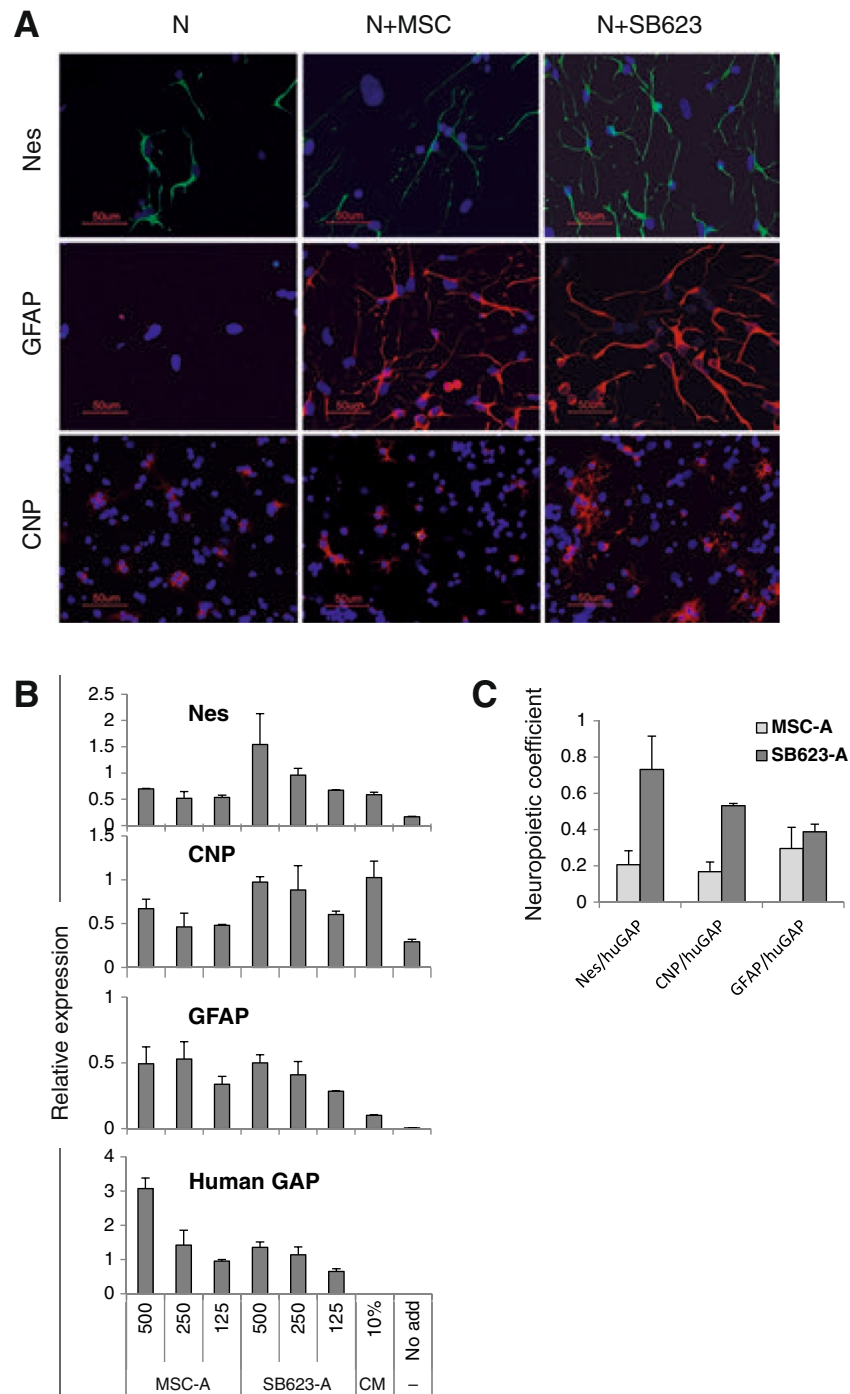 A
N N+MSC N+SB623
Nes
50um 50um 50um
GFAP
50um 50um 50um
CNP
50um 50um 50um
B
Relative expression
Nes
2.5
2
1.5
1
0.5
0
CNP
1.5
1
0.5
0
GFAP
1
0.5
0
Human GAP
4
3
2
1
0
500 250 125 500 250 125 10% No add
MSC-A SB623-A CM –
C
Neuropoietic coefficient
1
0.8
0.6
0.4
0.2
0
MSC-A
SB623-A
Nes/huGAP CNP/huGAP GFAP/huGAP